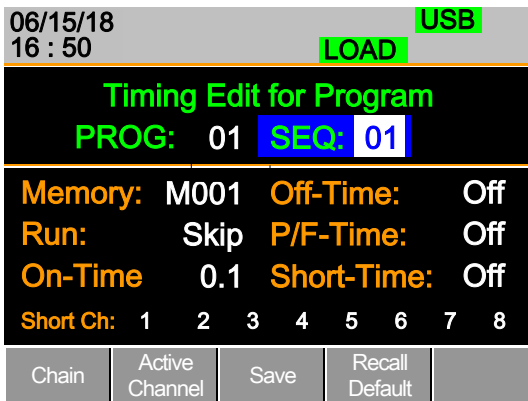 06/15/18 USB
16 : 50 LOAD
Timing Edit for Program
PROG: 01 SEQ: 01
Memory: M001 Off-Time: Off
Run: Skip P/F-Time: Off
On-Time 0.1 Short-Time: Off
Short Ch: 1 2 3 4 5 6 7 8
Chain Active Channel Save Recall Default